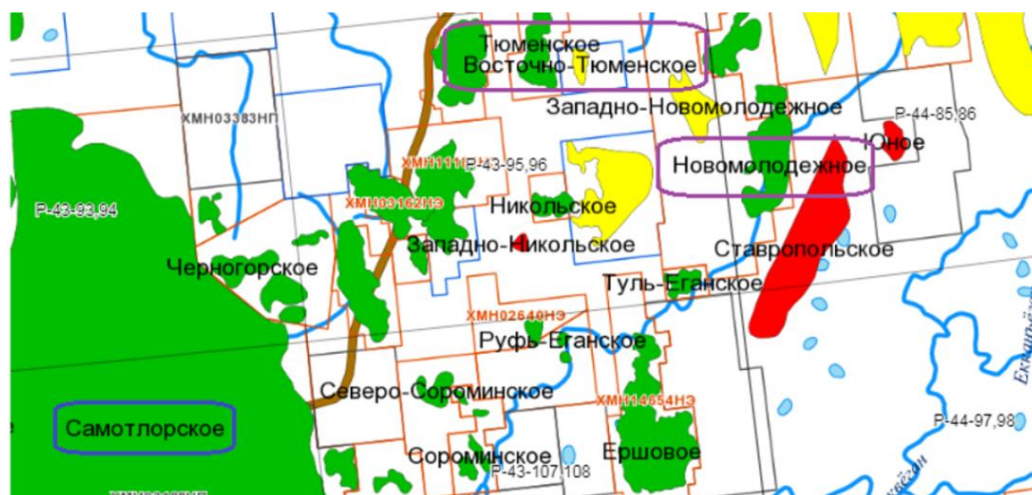 Тюменское
Восточно-Тюменское
Западно-Новомолодежное
Р-44-85,86
ХМН03383НП
Юное
Р-43-95,96
Новомолодежное
ХМН03162НЭ
Никольское
Р-43-93,94
Западно-Никольское
Ставропольское
Черногорское
Туль-Еганское
ХМН02640НЭ
Руфь-Еганское
Северо-Сороминское
ХМН14654НЭ
Самотлорское
Р-44-97,98
Сороминское
Ершовое
Р-43-107,108